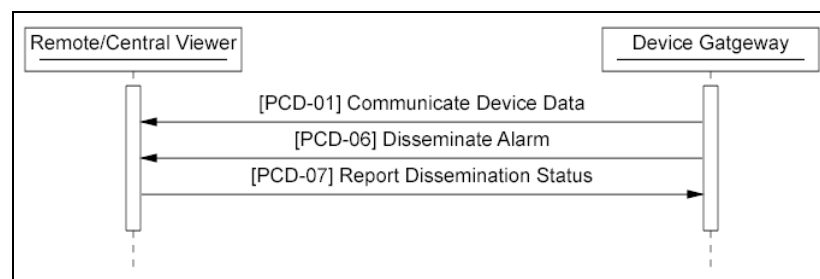 Remote/Central Viewer
Device Gatgeway
[PCD-01] Communicate Device Data
[PCD-06] Disseminate Alarm
[PCD-07] Report Dissemination Status